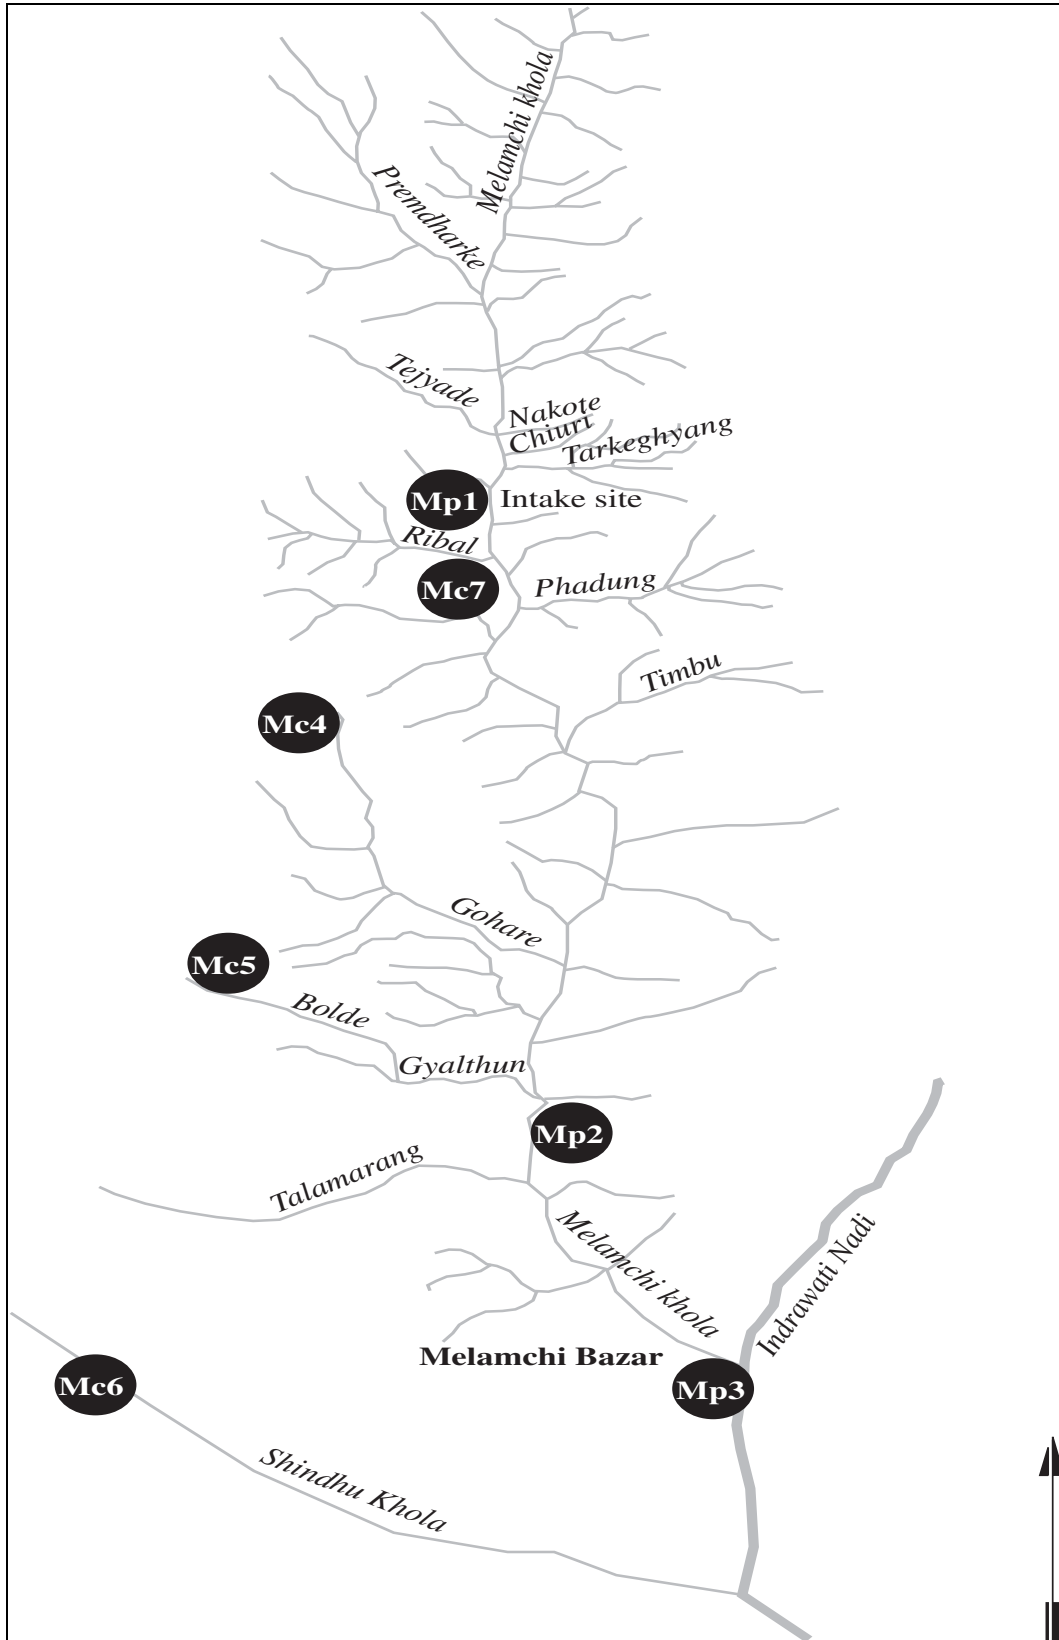 Melamchi khola
Premdharke
Tejyade
Nakote
Chiuri
Tarkeghyang
Mp1
Intake site
Ribal
Mc7
Phadung
Timbu
Mc4
Gohare
Mc5
Bolde
Gyalthun
Mp2
Talamarang
Melamchi khola
Indrawati Nadi
Melamchi Bazar
Mp3
Mc6
Shindhu Khola